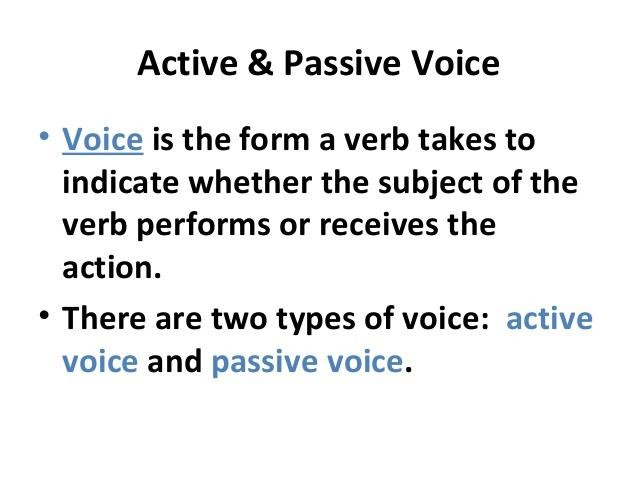 Active & Passive Voice
• Voice is the form a verb takes to
indicate whether the subject of the
verb performs or receives the
action.
• There are two types of voice:  active
voice and passive voice.